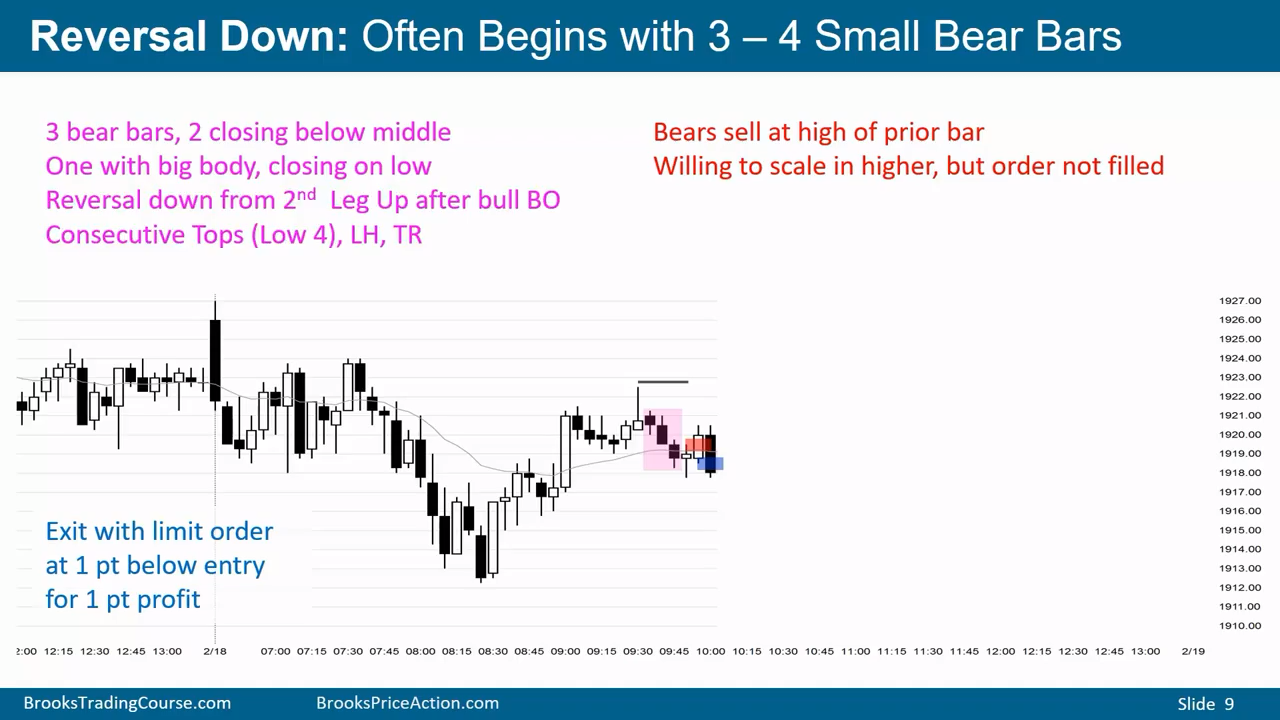 Reversal Down: Often Begins with 3 – 4 Small Bear Bars
3 bear bars, 2 closing below middle
One with big body, closing on low
Reversal down from 2nd Leg Up after bull BO
Consecutive Tops (Low 4), LH, TR
Bears sell at high of prior bar
Willing to scale in higher, but order not filled
1927.00
1926.00
1925.00
1924.00
1923.00
1922.00
1921.00
1920.00
1919.00
1918.00
1917.00
1916.00
1915.00
1914.00
1913.00
1912.00
1911.00
1910.00
Exit with limit order
at 1 pt below entry
for 1 pt profit
2:00 12:15 12:30 12:45 13:00 2/18 07:00 07:15 07:30 07:45 08:00 08:15 08:30 08:45 09:00 09:15 09:30 09:45 10:00 10:15 10:30 10:45 11:00 11:15 11:30 11:45 12:00 12:15 12:30 12:45 13:00 2/19
BrooksTradingCourse.com BrooksPriceAction.com Slide 9